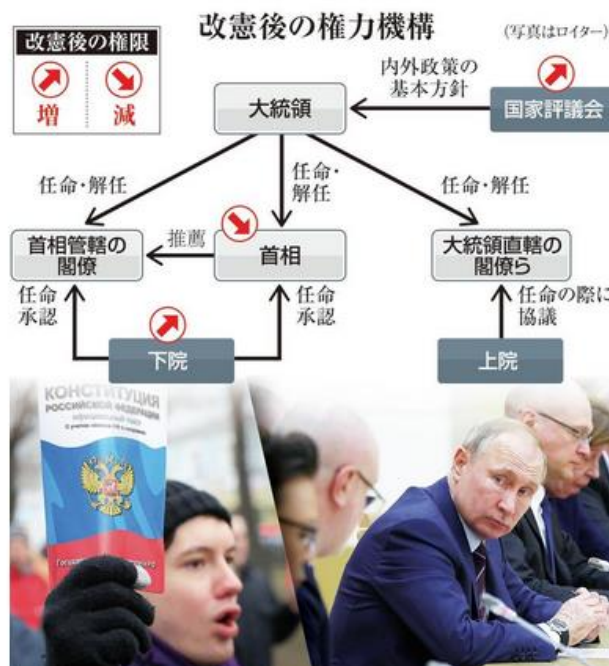 改憲後の権力機構
(写真はロイター)
改憲後の権限
増
減
内外政策の
基本方針
大統領
国家評議会
任命・解任
任命・
解任
任命・解任
首相管轄の
閣僚
推薦
首相
大統領直轄の
閣僚ら
任命
承認
任命
承認
任命の際に
協議
下院
上院
КОНСТИТУЦИЯ
РОССИЙСКОЙ ФЕДЕРАЦИИ